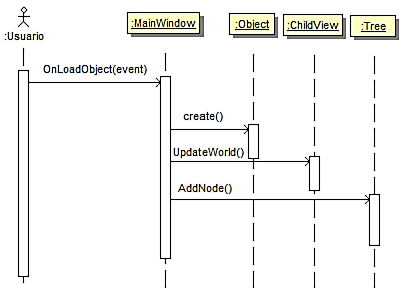 :Usuario
:MainWindow
:Object
:ChildView
:Tree
OnLoadObject(event)
create()
UpdateWorld()
AddNode()